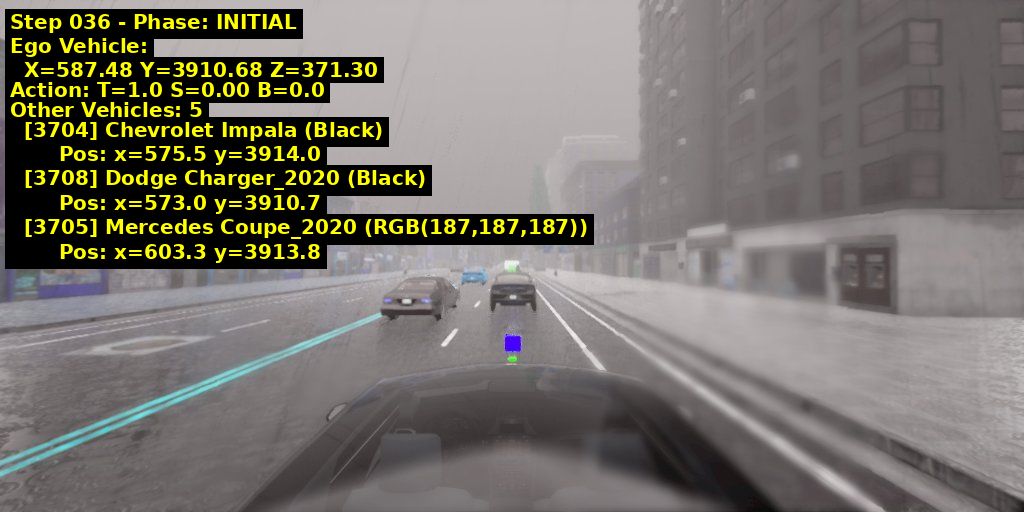 Step 036 - Phase: INITIAL
Ego Vehicle:
X=587.48 Y=3910.68 Z=371.30
Action: T=1.0 S=0.00 B=0.0
Other Vehicles: 5
[3704] Chevrolet Impala (Black)
Pos: x=575.5 y=3914.0
[3708] Dodge Charger_2020 (Black)
Pos: x=573.0 y=3910.7
[3705] Mercedes Coupe_2020 (RGB(187,187,187))
Pos: x=603.3 y=3913.8